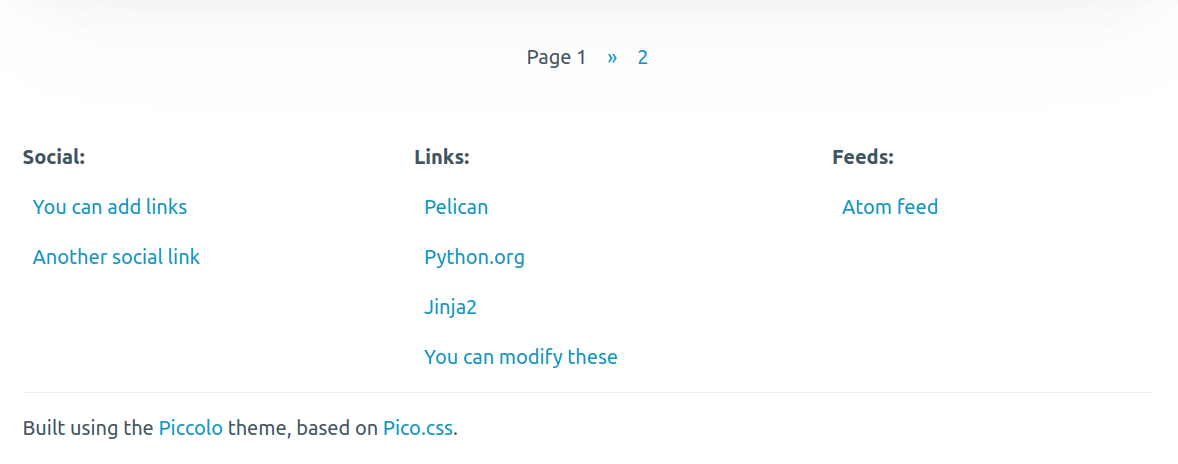 Page 1 » 2
Social:
You can add links
Another social link
Links:
Pelican
Python.org
Jinja2
You can modify these
Feeds:
Atom feed
Built using the Piccolo theme, based on Pico.css.